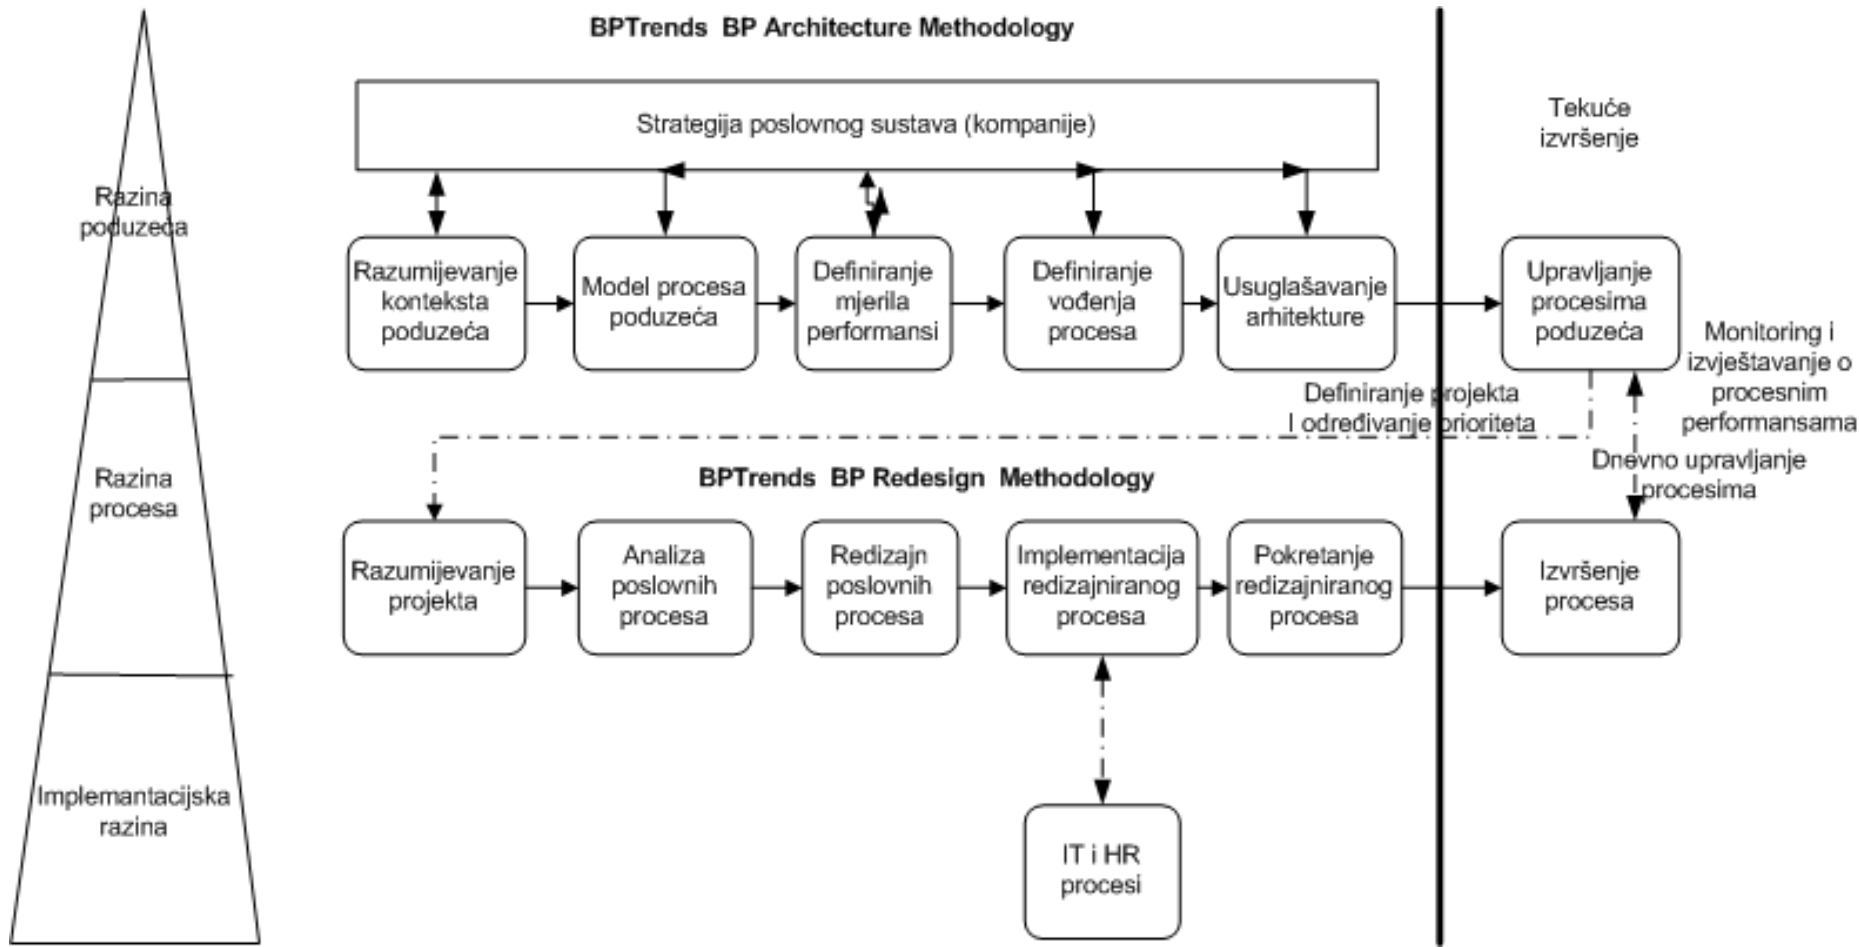 BPTrends BP Architecture Methodology
Strategija poslovnog sustava (kompanije)
Tekuće
izvršenje
Razina
poduzeća
Razumijevanje
konteksta
poduzeća
Model procesa
poduzeća
Definiranje
mjerila
performansi
Definiranje
vođenja
procesa
Usuglašavanje
arhitekture
Upravljanje
procesima
poduzeća
Monitoring i
izvještavanje o
procesnim
performansama
Definiranje projekta
I određivanje prioriteta
Dnevno upravljanje
procesima
Razina
procesa
BPTrends BP Redesign Methodology
Razumijevanje
projekta
Analiza
poslovnih
procesa
Redizajn
poslovnih
procesa
Implementacija
redizajniranog
procesa
Pokretanje
redizajniranog
procesa
Izvršenje
procesa
Implemantacijska
razina
IT i HR
procesi